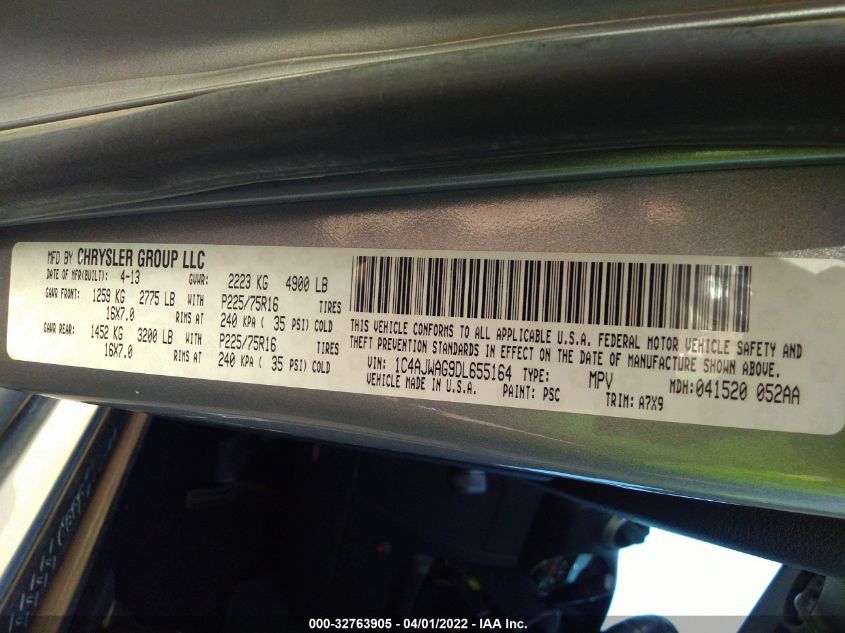 MFD BY CHRYSLER GROUP LLC
DATE OF MFR(BUILT): 4-13 GVWR: 2223 KG 4900 LB
GAWR FRONT: 1259 KG 2775 LB WITH P225/75R16 TIRES
16X7.0 RIMS AT 240 KPA ( 35 PSI) COLD
GAWR REAR: 1452 KG 3200 LB WITH P225/75R16 TIRES
16X7.0 RIMS AT 240 KPA ( 35 PSI) COLD
THIS VEHICLE CONFORMS TO ALL APPLICABLE U.S.A. FEDERAL MOTOR VEHICLE SAFETY AND
THEFT PREVENTION STANDARDS IN EFFECT ON THE DATE OF MANUFACTURE SHOWN ABOVE.
VIN: 1C4AJWAG9DL655164 TYPE: MPV MDH: 041520 052AA
VEHICLE MADE IN U.S.A. PAINT: PSC TRIM: A7X9
000-32763905 - 04/01/2022 - IAA Inc.